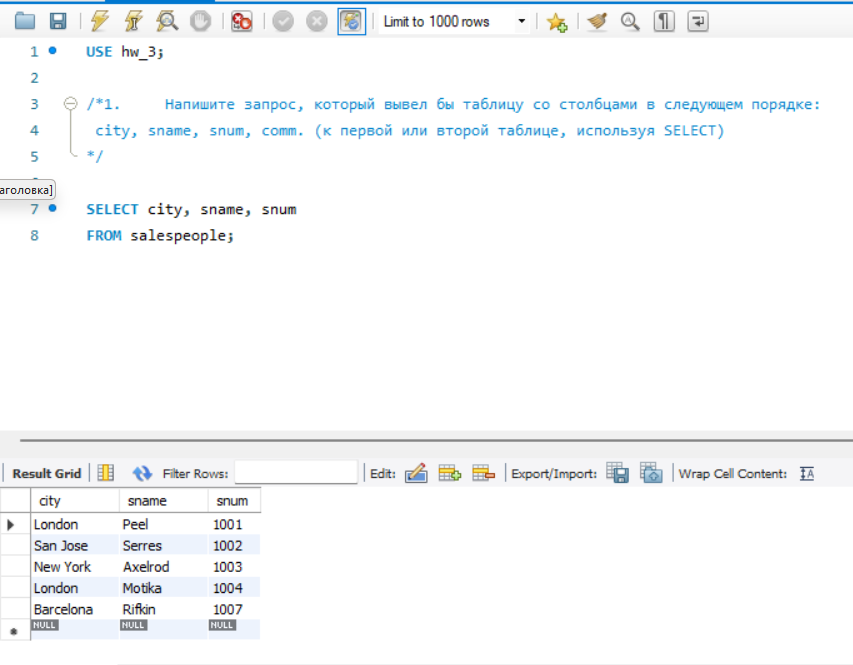 Limit to 1000 rows
1 USE hw_3;
2
3 /*1. Напишите запрос, который вывел бы таблицу со столбцами в следующем порядке:
4 city, sname, snum, comm. (к первой или второй таблице, используя SELECT)
5 */
аголовка]
7 SELECT city, sname, snum
8 FROM salespeople;
Result Grid Filter Rows: Edit: Export/Import: Wrap Cell Content:
city sname snum
London Peel 1001
San Jose Serres 1002
New York Axelrod 1003
London Motika 1004
Barcelona Rifkin 1007
NULL NULL NULL